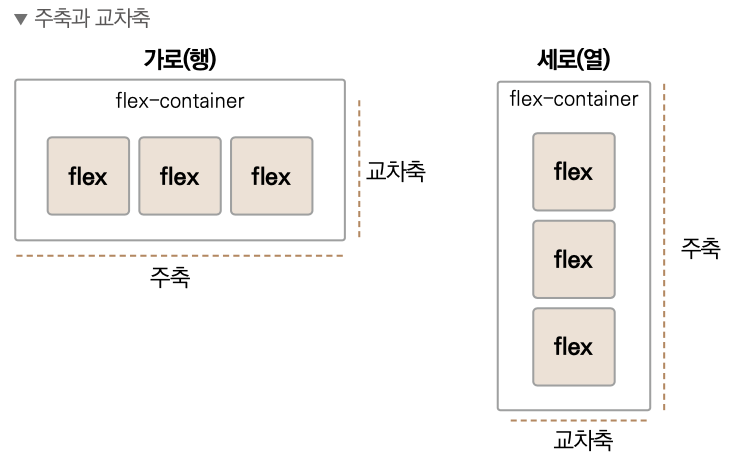 ▼ 주축과 교차축
가로(행)
flex-container
flex flex flex
교차축
주축
세로(열)
flex-container
flex
flex
flex
주축
교차축